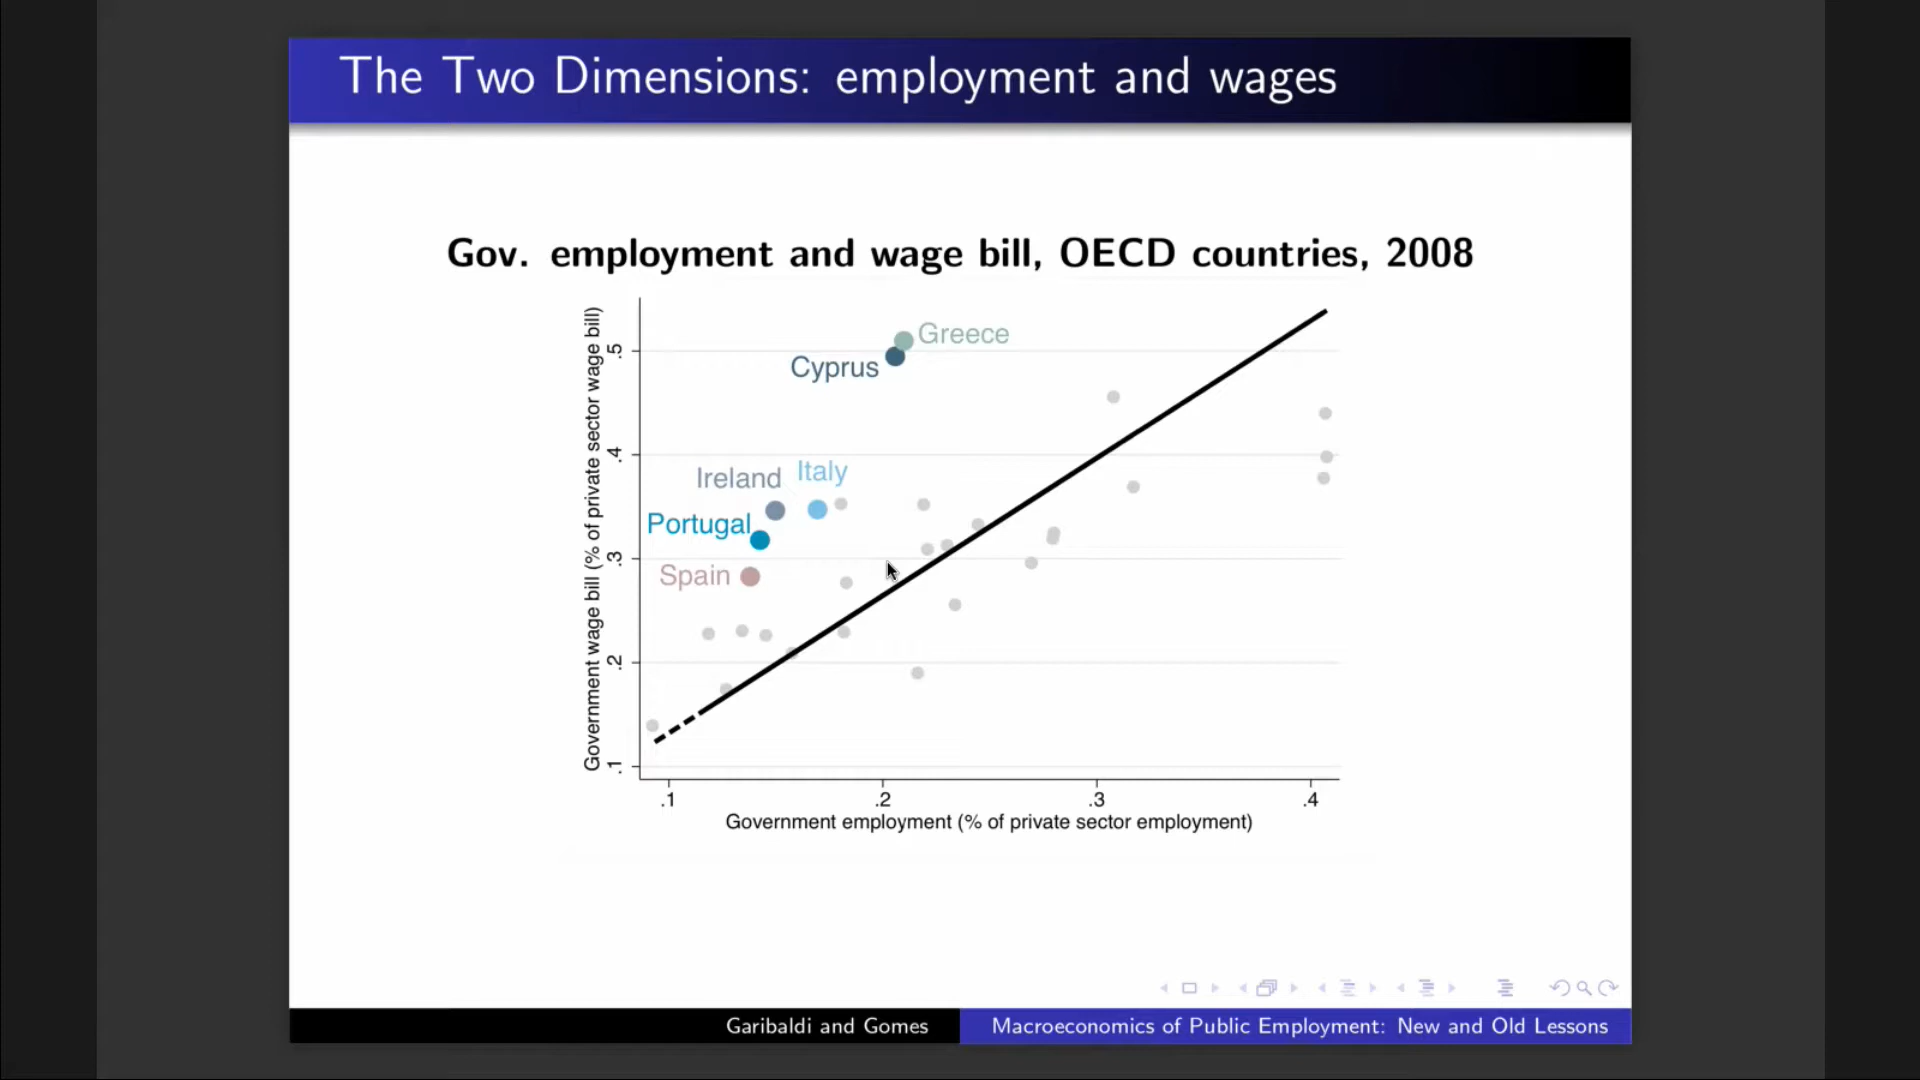 The Two Dimensions: employment and wages
Gov. employment and wage bill, OECD countries, 2008
Government wage bill (% of private sector wage bill)
.5
.4
.3
.2
.1
Greece
Cyprus
Italy
Ireland
Portugal
Spain
.1 .2 .3 .4
Government employment (% of private sector employment)
Garibaldi and Gomes
Macroeconomics of Public Employment: New and Old Lessons